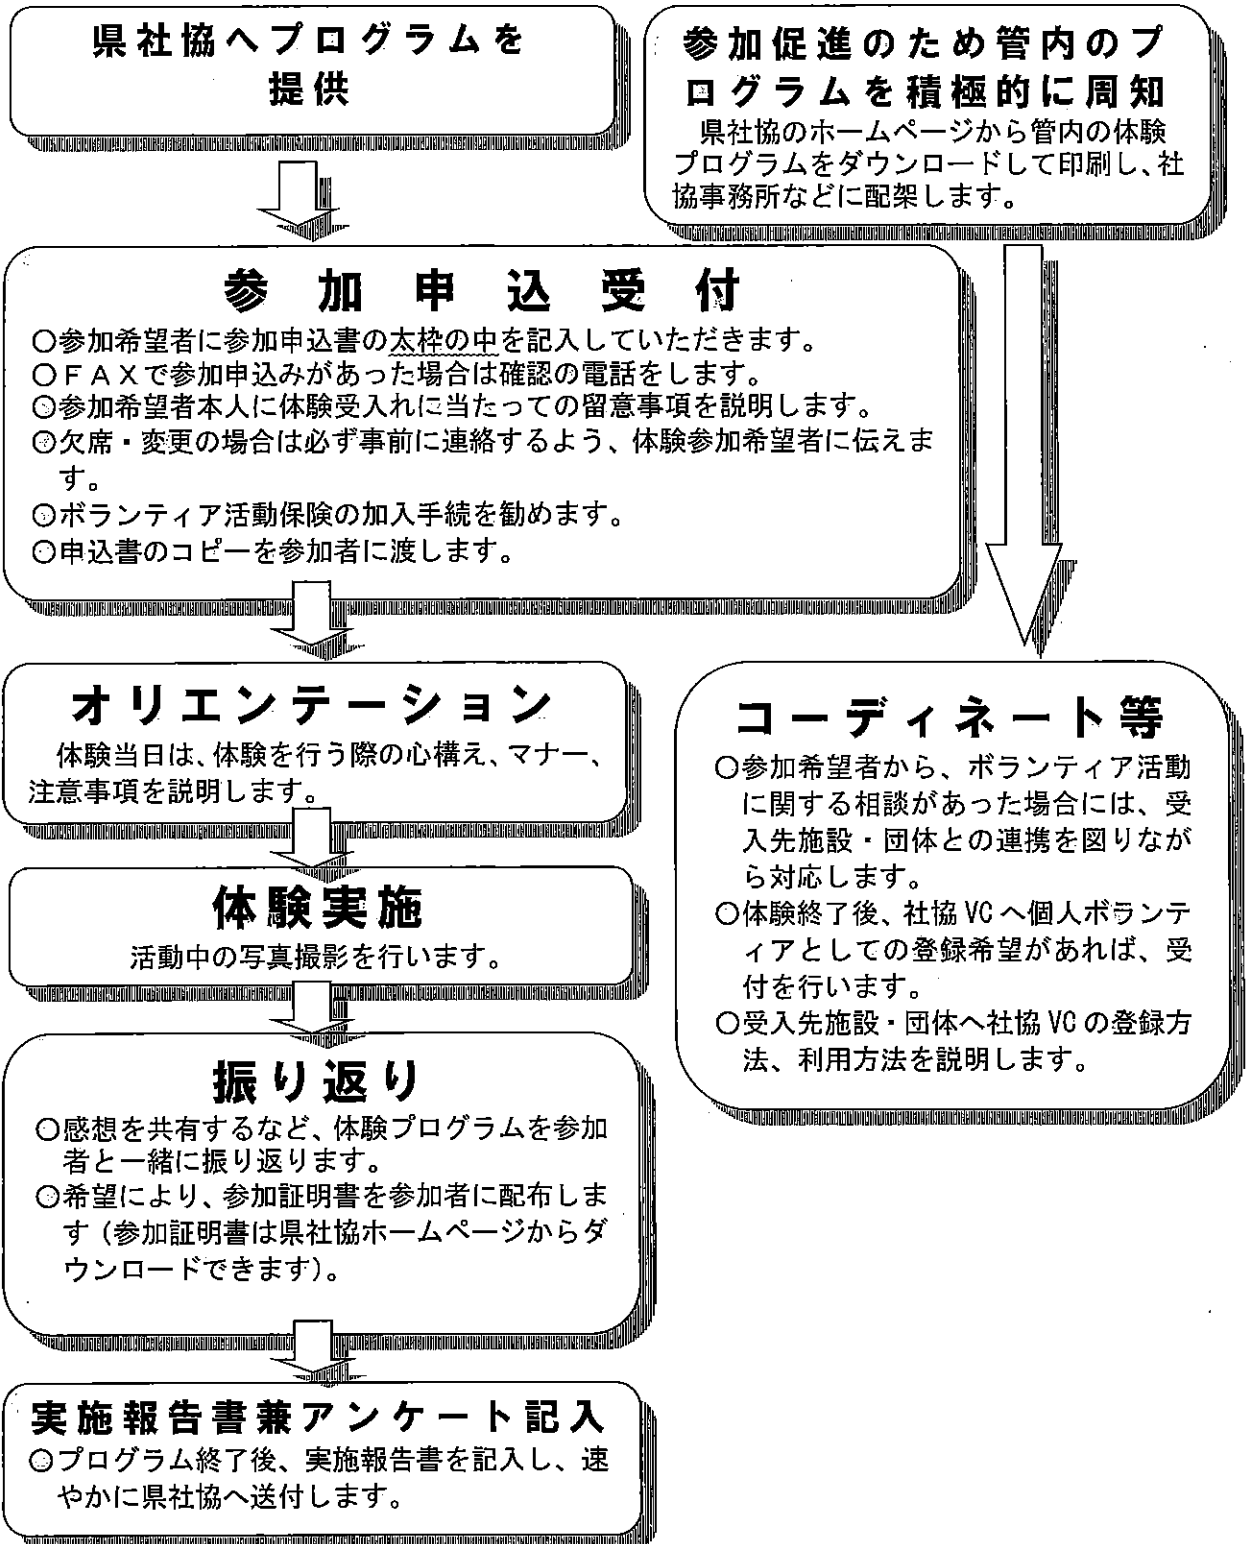 県社協へプログラムを
提供
参加促進のため管内のプ
ログラムを積極的に周知
県社協のホームページから管内の体験
プログラムをダウンロードして印刷し、社
協事務所などに配架します。
参加申込受付
○参加希望者に参加申込書の太枠の中を記入していただきます。
○ＦＡＸで参加申込みがあった場合は確認の電話をします。
○参加希望者本人に体験受入れに当たっての留意事項を説明します。
○欠席・変更の場合は必ず事前に連絡するよう、体験参加希望者に伝えま
す。
○ボランティア活動保険の加入手続を勧めます。
○申込書のコピーを参加者に渡します。
オリエンテーション
体験当日は、体験を行う際の心構え、マナー、
注意事項を説明します。
体験実施
活動中の写真撮影を行います。
振り返り
○感想を共有するなど、体験プログラムを参加
者と一緒に振り返ります。
○希望により、参加証明書を参加者に配布しま
す（参加証明書は県社協ホームページからダ
ウンロードできます）。
実施報告書兼アンケート記入
○プログラム終了後、実施報告書を記入し、速
やかに県社協へ送付します。
コーディネート等
○参加希望者から、ボランティア活動
に関する相談があった場合には、受
入先施設・団体との連携を図りなが
ら対応します。
○体験終了後、社協VCへ個人ボランテ
ィアとしての登録希望があれば、受
付を行います。
○受入先施設・団体へ社協VCの登録方
法、利用方法を説明します。